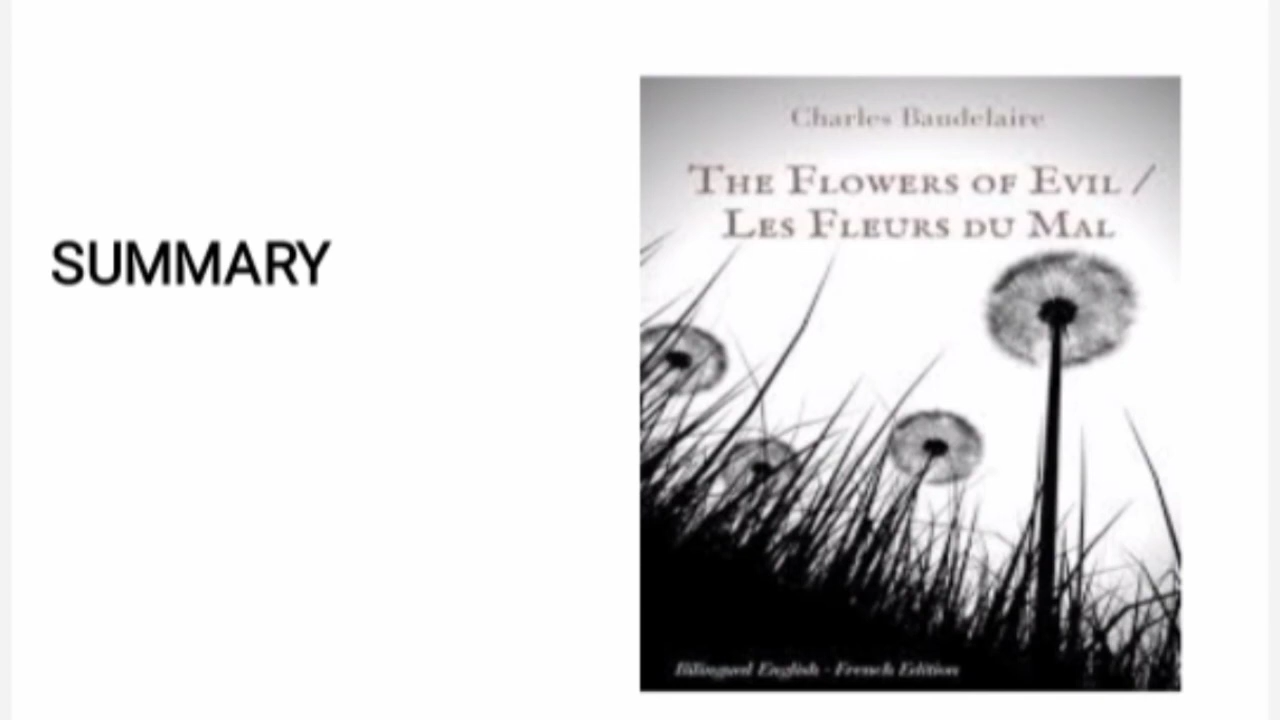 SUMMARY
Charles Baudelaire
The Flowers of Evil /
Les Fleurs du Mal
Bilingual English - French Edition